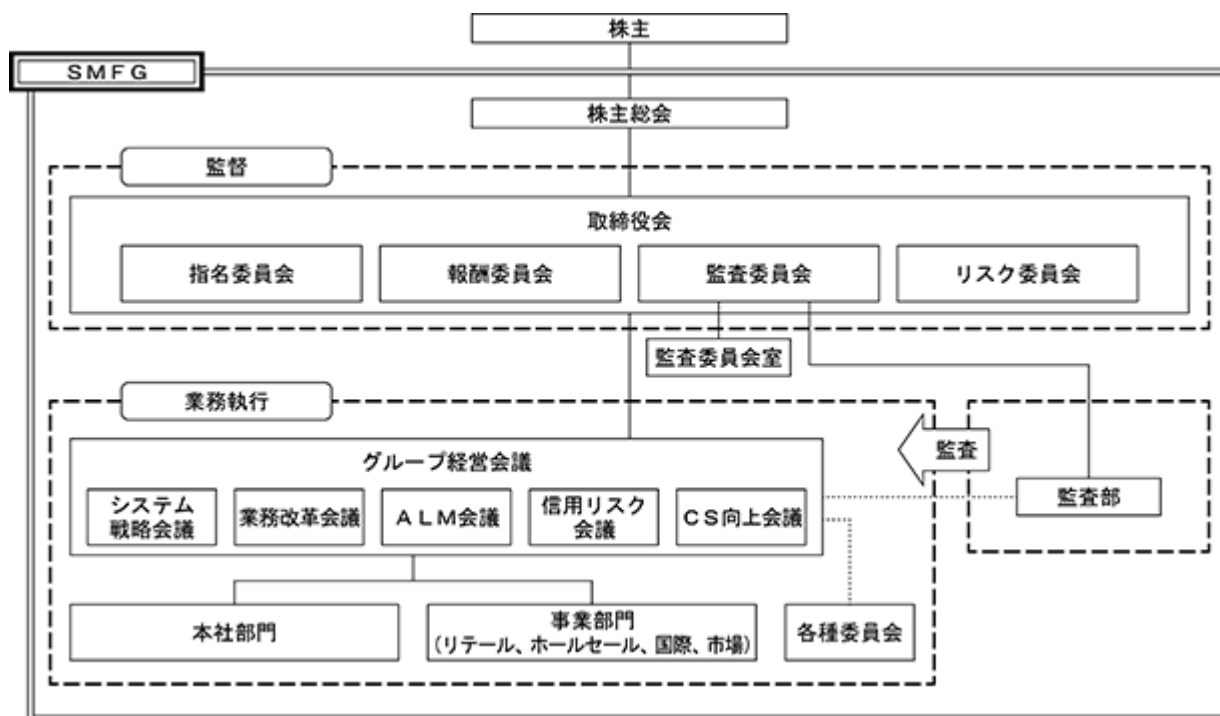 株主
ＳＭＦＧ
株主総会
監督
取締役会
指名委員会
報酬委員会
監査委員会
リスク委員会
監査委員会室
業務執行
グループ経営会議
監査
システム
戦略会議
業務改革会議
ＡＬＭ会議
信用リスク
会議
ＣＳ向上会議
監査部
本社部門
事業部門
（リテール、ホールセール、国際、市場）
各種委員会